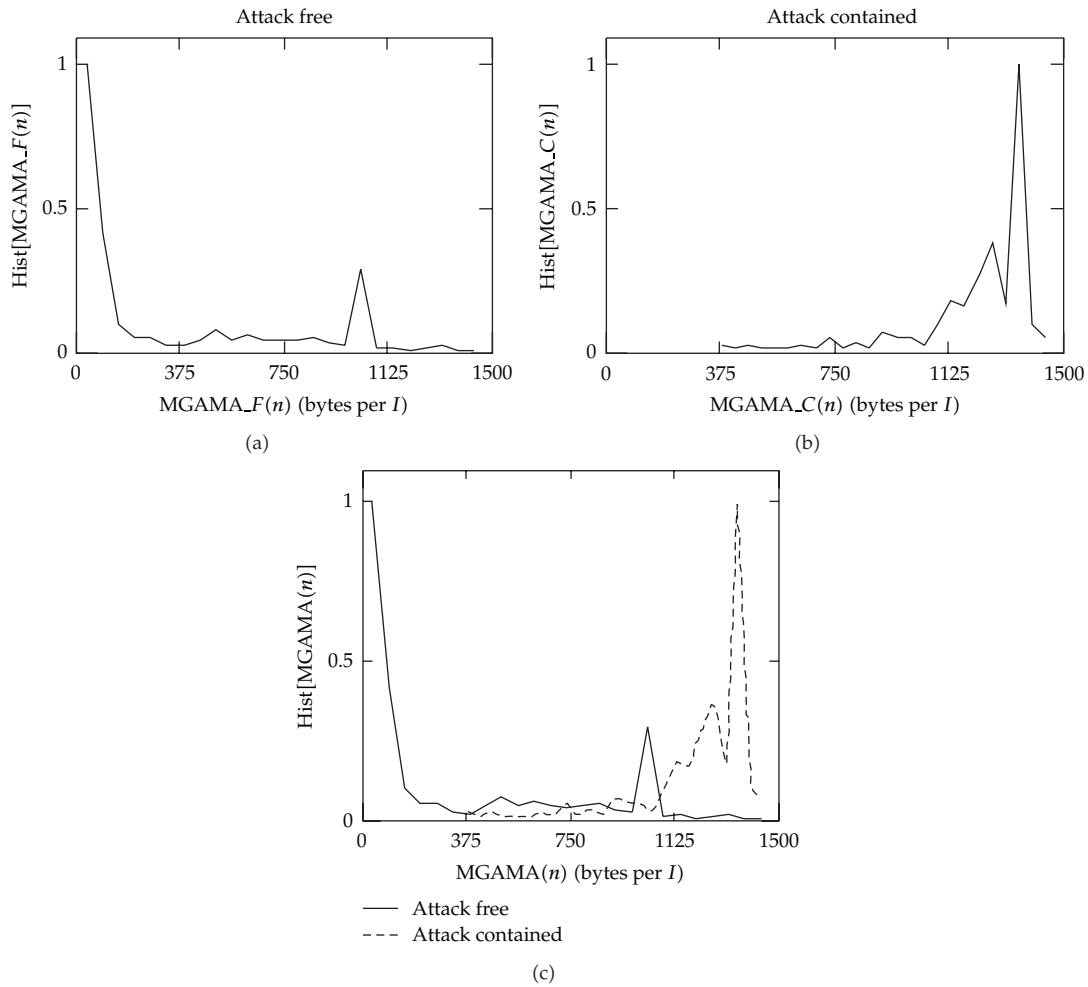 Attack free
1
0.5
0
Hist[MGAMA_F(n)]
0 375 750 1125 1500
MGAMA_F(n) (bytes per I)
(a)
Attack contained
1
0.5
0
Hist[MGAMA_C(n)]
0 375 750 1125 1500
MGAMA_C(n) (bytes per I)
(b)
1
0.5
0
Hist[MGAMA(n)]
0 375 750 1125 1500
MGAMA(n) (bytes per I)
Attack free
Attack contained
(c)